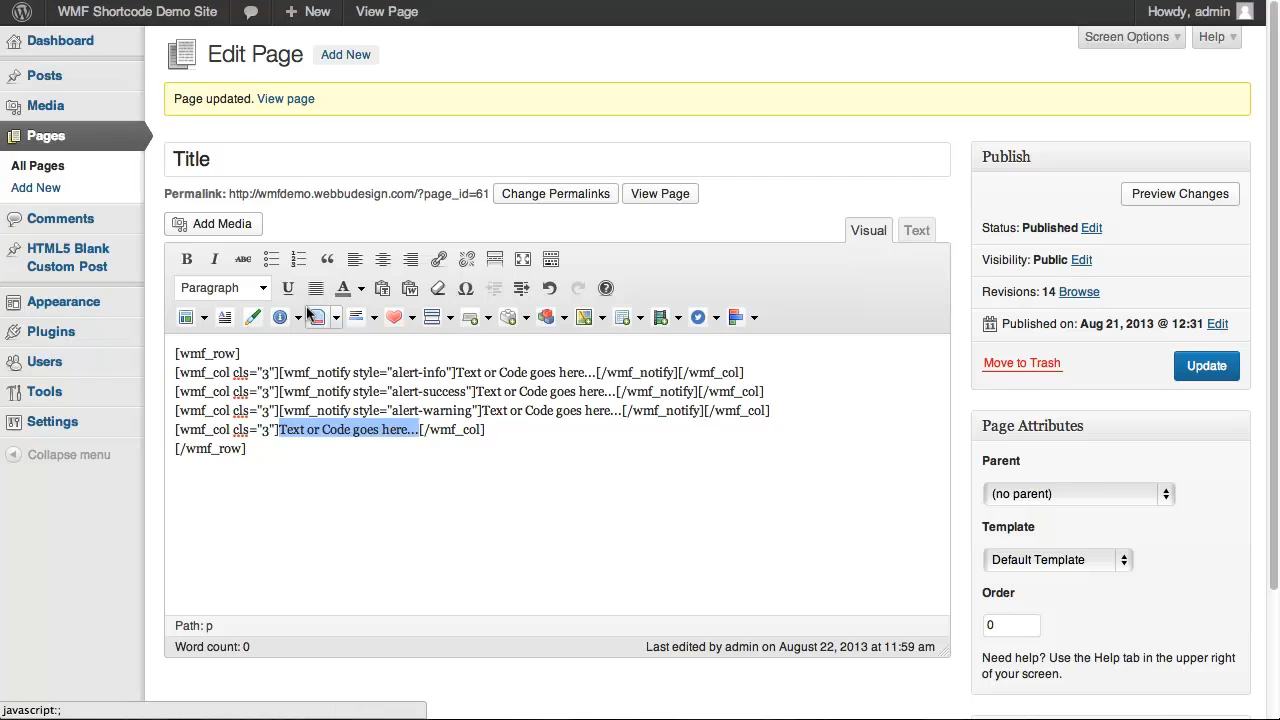 WMF Shortcode Demo Site
New
View Page
Howdy, admin
Dashboard
Posts
Media
Pages
All Pages
Add New
Comments
HTML5 Blank
Custom Post
Appearance
Plugins
Users
Tools
Settings
Collapse menu
Screen Options
Help
Edit Page
Add New
Page updated. View page
Title
Permalink: http://wmfdemo.webbudesign.com/?page_id=61 Change Permalinks View Page
Add Media
Visual
Text
B I ABC
Paragraph U A Ω
[wmf_row]
[wmf_col cls="3"][wmf_notify style="alert-info"]Text or Code goes here...[/wmf_notify][/wmf_col]
[wmf_col cls="3"][wmf_notify style="alert-success"]Text or Code goes here...[/wmf_notify][/wmf_col]
[wmf_col cls="3"][wmf_notify style="alert-warning"]Text or Code goes here...[/wmf_notify][/wmf_col]
[wmf_col cls="3"]Text or Code goes here...[/wmf_col]
[/wmf_row]
Path: p
Word count: 0
Last edited by admin on August 22, 2013 at 11:59 am
Publish
Preview Changes
Status: Published Edit
Visibility: Public Edit
Revisions: 14 Browse
Published on: Aug 21, 2013 @ 12:31 Edit
Move to Trash
Update
Page Attributes
Parent
(no parent)
Template
Default Template
Order
0
Need help? Use the Help tab in the upper right
of your screen.
javascript:;